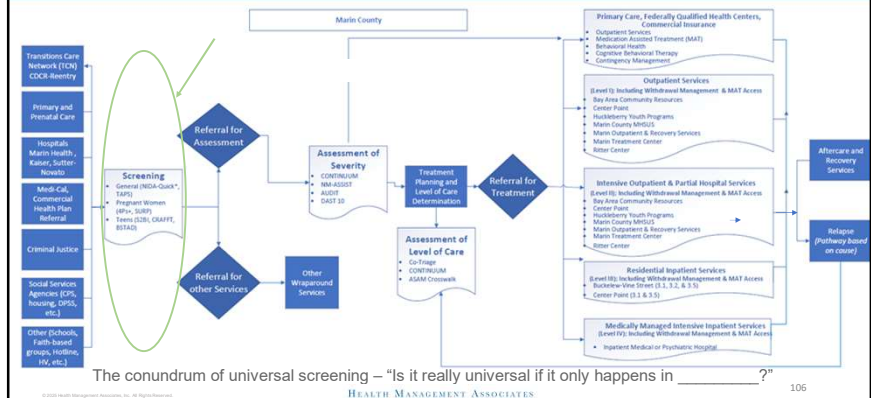 Marin County
Transitions Care
Network (TCN)
CDCR-Reentry
Primary and
Prenatal Care
Hospitals
Marin Health ,
Kaiser, Sutter-
Novato
Medi-Cal,
Commercial
Health Plan
Referral
Criminal Justice
Social Services
Agencies (CPS,
housing, DPSS,
etc.)
Other (Schools,
Faith-based
groups, Hotline,
HV, etc.)
Screening
• General (NIDA-Quick*,
TAPS)
• Pregnant Women
(4Ps+, SURP)
• Teens (S2BI, CRAFFT,
BSTAD)
Referral for
Assessment
Referral for
other Services
Other
Wraparound
Services
Assessment of
Severity
• CONTINUUM
• NM-ASSIST
• AUDIT
• DAST 10
Treatment
Planning and
Level of Care
Determination
Assessment of
Level of Care
• Co-Triage
• CONTINUUM
• ASAM Crosswalk
Referral for
Treatment
Primary Care, Federally Qualified Health Centers,
Commercial Insurance
• Outpatient Services
• Medication Assisted Treatment (MAT)
• Behavioral Health
• Cognitive Behavioral Therapy
• Contingency Management
Outpatient Services
(Level I): Including Withdrawal Management & MAT Access
• Bay Area Community Resources
• Center Point
• Huckleberry Youth Programs
• Marin County MHSUS
• Marin Outpatient & Recovery Services
• Marin Treatment Center
• Ritter Center
Intensive Outpatient & Partial Hospital Services
(Level II): Including Withdrawal Management & MAT Access
• Bay Area Community Resources
• Center Point
• Huckleberry Youth Programs
• Marin County MHSUS
• Marin Outpatient & Recovery Services
• Marin Treatment Center
• Ritter Center
Residential Inpatient Services
(Level III): Including Withdrawal Management & MAT Access
• Buckelew-Vine Street (3.1, 3.2, & 3.5)
• Center Point (3.1 & 3.5)
Medically Managed Intensive Inpatient Services
(Level IV): Including Withdrawal Management & MAT Access
• Inpatient Medical or Psychiatric Hospital
Aftercare and
Recovery
Services
Relapse
(Pathway based
on cause)
The conundrum of universal screening – “Is it really universal if it only happens in _________?”
HEALTH MANAGEMENT ASSOCIATES
106